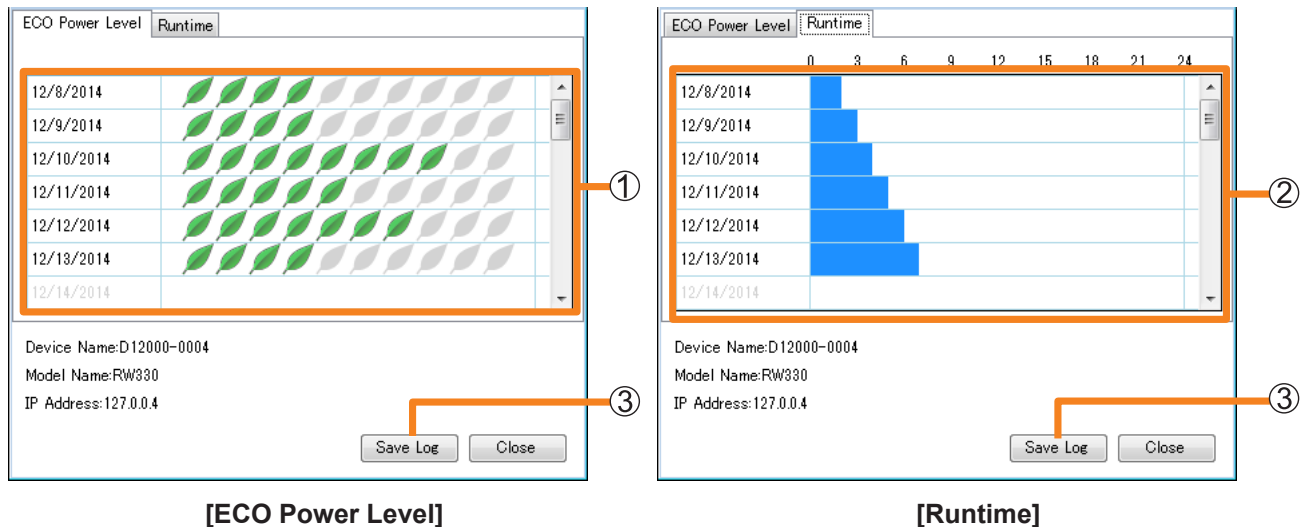 ECO Power Level Runtime
12/8/2014
12/9/2014
12/10/2014
12/11/2014
12/12/2014
12/13/2014
12/14/2014
①
Device Name:D12000-0004
Model Name:RW330
IP Address:127.0.0.4
③
Save Log Close
[ECO Power Level]
ECO Power Level Runtime
0 3 6 9 12 15 18 21 24
12/8/2014
12/9/2014
12/10/2014
12/11/2014
12/12/2014
12/13/2014
12/14/2014
②
Device Name:D12000-0004
Model Name:RW330
IP Address:127.0.0.4
③
Save Log Close
[Runtime]